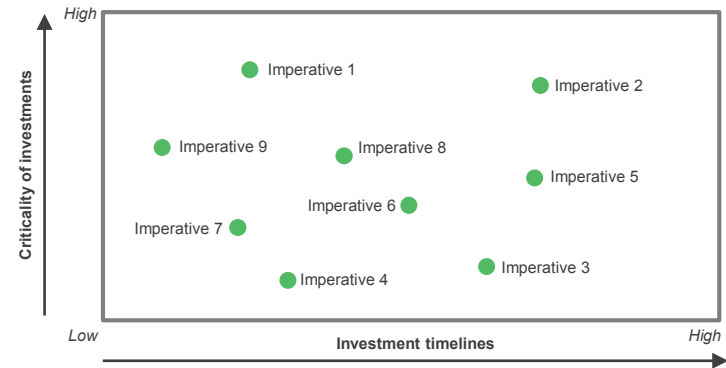 High
Imperative 1
Imperative 2
Imperative 9
Imperative 8
Imperative 5
Imperative 6
Imperative 7
Imperative 3
Imperative 4
Criticality of investments
Low
Investment timelines
High